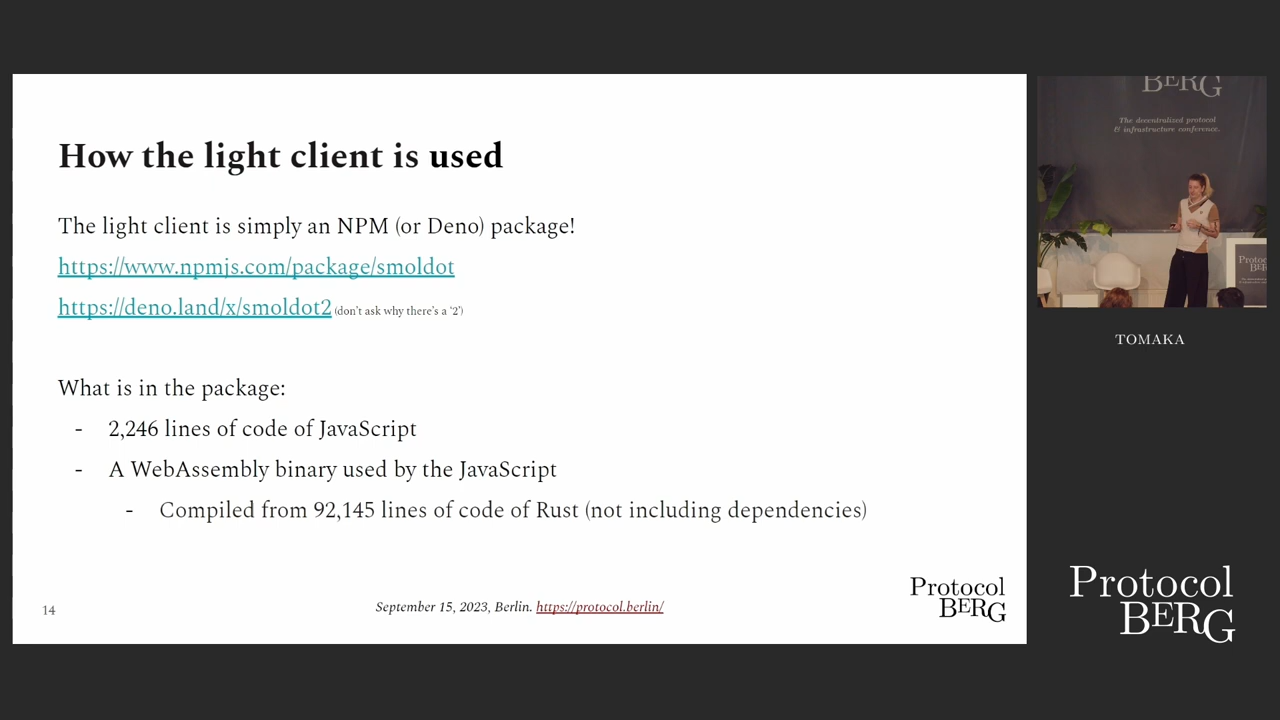 How the light client is used
The light client is simply an NPM (or Deno) package!
https://www.npmjs.com/package/smoldot
https://deno.land/x/smoldot2 (don't ask why there's a '2')
What is in the package:
- 2,246 lines of code of JavaScript
- A WebAssembly binary used by the JavaScript
- Compiled from 92,145 lines of code of Rust (not including dependencies)
14
September 15, 2023, Berlin. https://protocol.berlin/
Protocol
BERG
BERG
The decentralized protocol
& infrastructure conference.
TOMAKA
Protocol
BERG